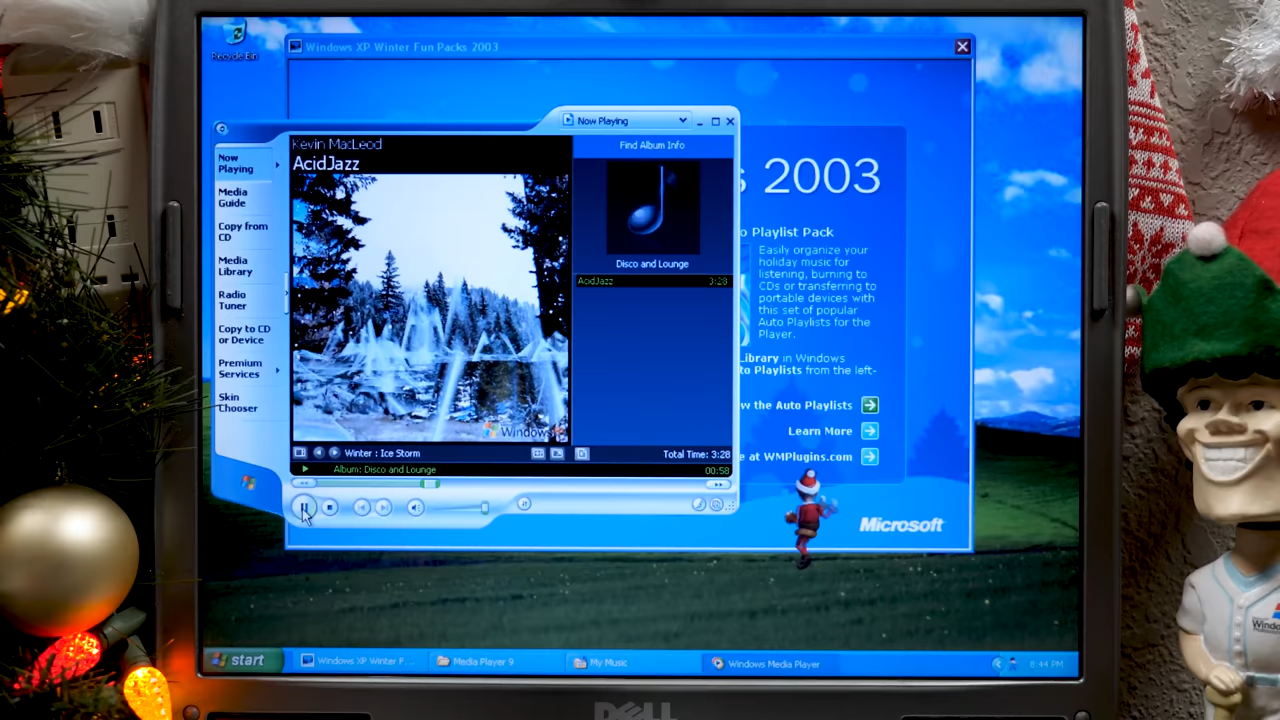 Recycle Bin
Windows XP Winter Fun Packs 2003
Now Playing
Now
Playing
Media
Guide
Copy from
CD
Media
Library
Radio
Tuner
Copy to CD
or Device
Premium
Services
Skin
Chooser
Kevin MacLeod
AcidJazz
Windows
Find Album Info
Disco and Lounge
AcidJazz 3:28
Winter : Ice Storm
Total Time: 3:28
Album: Disco and Lounge
00:58
s 2003
o Playlist Pack
Easily organize your
holiday music for
listening, burning to
CDs or transferring to
portable devices with
this set of popular
Auto Playlists for the
Player.
Library in Windows
to Playlists from the left-
w the Auto Playlists
Learn More
e at WMPlugins.com
Microsoft
start
Windows XP Winter F...
Media Player 9
My Music
Windows Media Player
8:44 PM
DELL
Windo